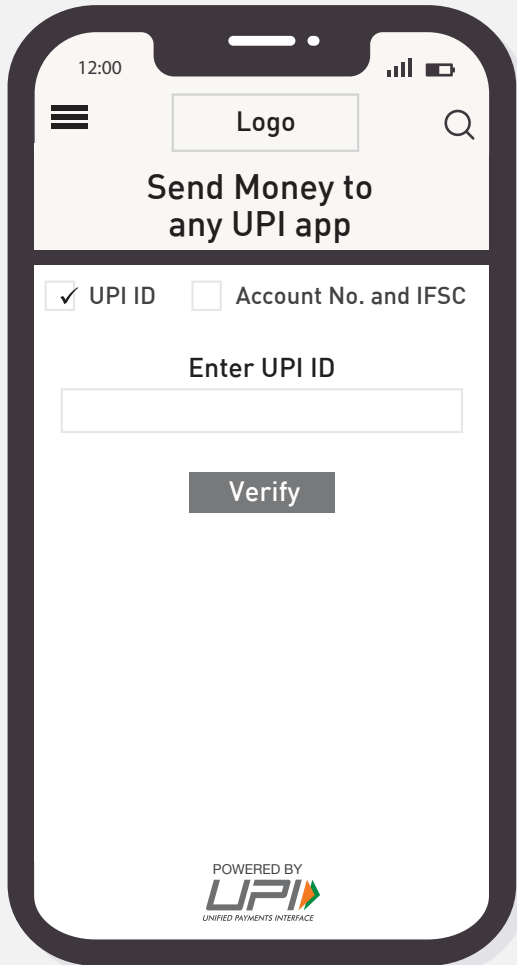 12:00
Logo
Send Money to
any UPI app
UPI ID
Account No. and IFSC
Enter UPI ID
Verify
POWERED BY
UPI
UNIFIED PAYMENTS INTERFACE